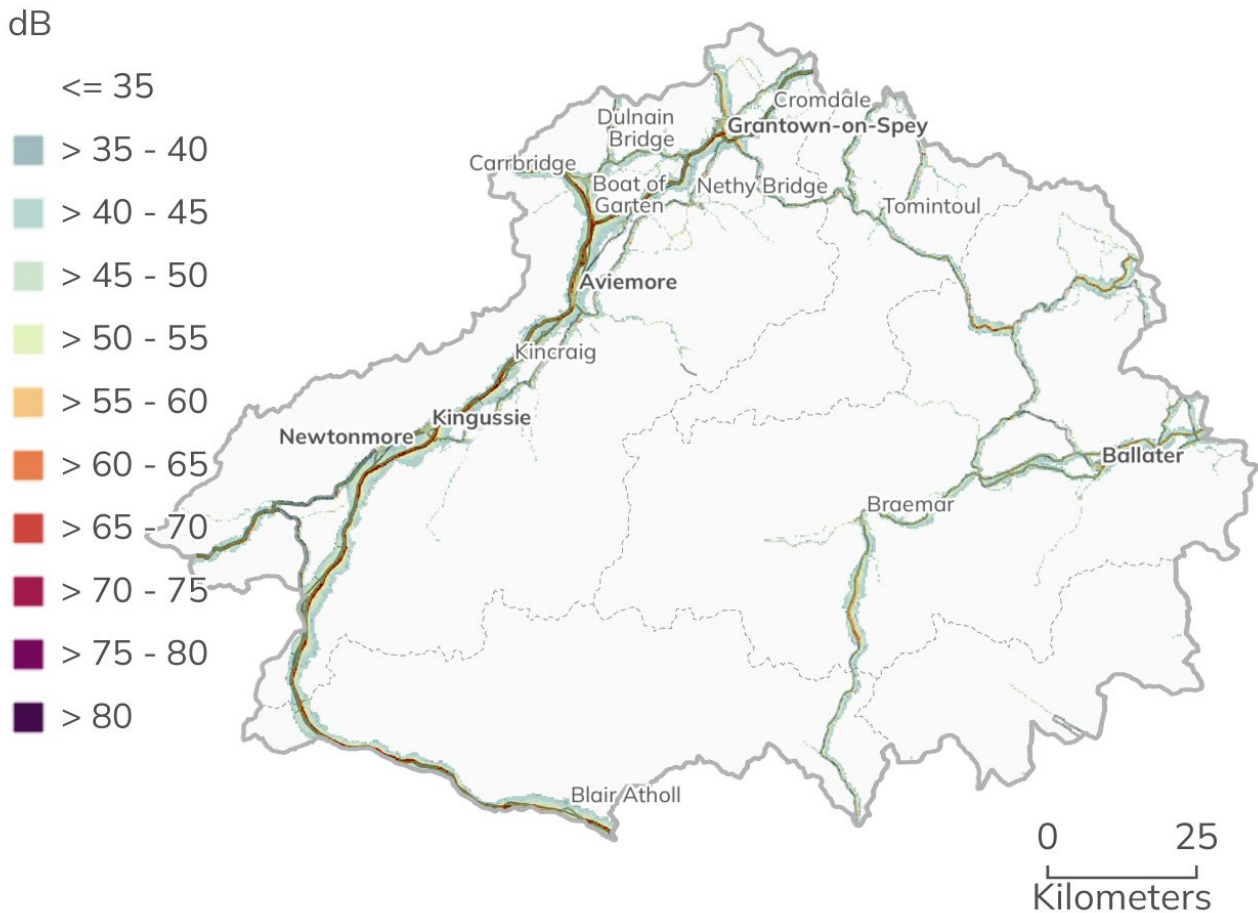 dB
<= 35
> 35 - 40
> 40 - 45
> 45 - 50
> 50 - 55
> 55 - 60
> 60 - 65
> 65 - 70
> 70 - 75
> 75 - 80
> 80
Cromdale
Dulnain
Bridge
Grantown-on-Spey
Carrbridge
Boat of
Garten
Nethy Bridge
Tomintoul
Aviemore
Kincraig
Kingussie
Newtonmore
Ballater
Braemar
Blair Atholl
0 25
Kilometers